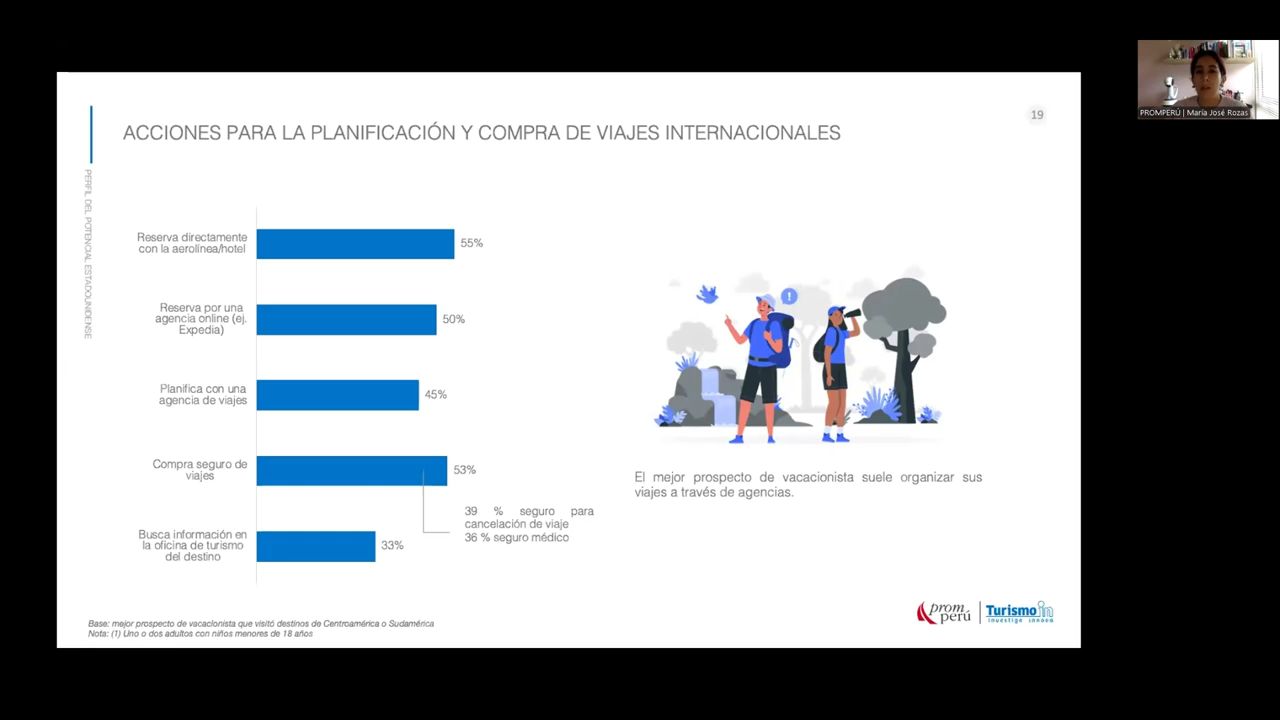 ACCIONES PARA LA PLANIFICACIÓN Y COMPRA DE VIAJES INTERNACIONALES
19
PERFIL DEL POTENCIAL ESTADOUNIDENSE
Reserva directamente
con la aerolínea/hotel
55%
Reserva por una
agencia online (ej.
Expedia)
50%
Planifica con una
agencia de viajes
45%
Compra seguro de
viajes
53%
39 % seguro para
cancelación de viaje
36 % seguro médico
Busca información en
la oficina de turismo
del destino
33%
El mejor prospecto de vacacionista suele organizar sus
viajes a través de agencias.
Base: mejor prospecto de vacacionista que visitó destinos de Centroamérica o Sudamérica
Nota: (1) Uno o dos adultos con niños menores de 18 años
prom
perú
Turismo in
investiga innova
PROMPERÚ | María José Rozas